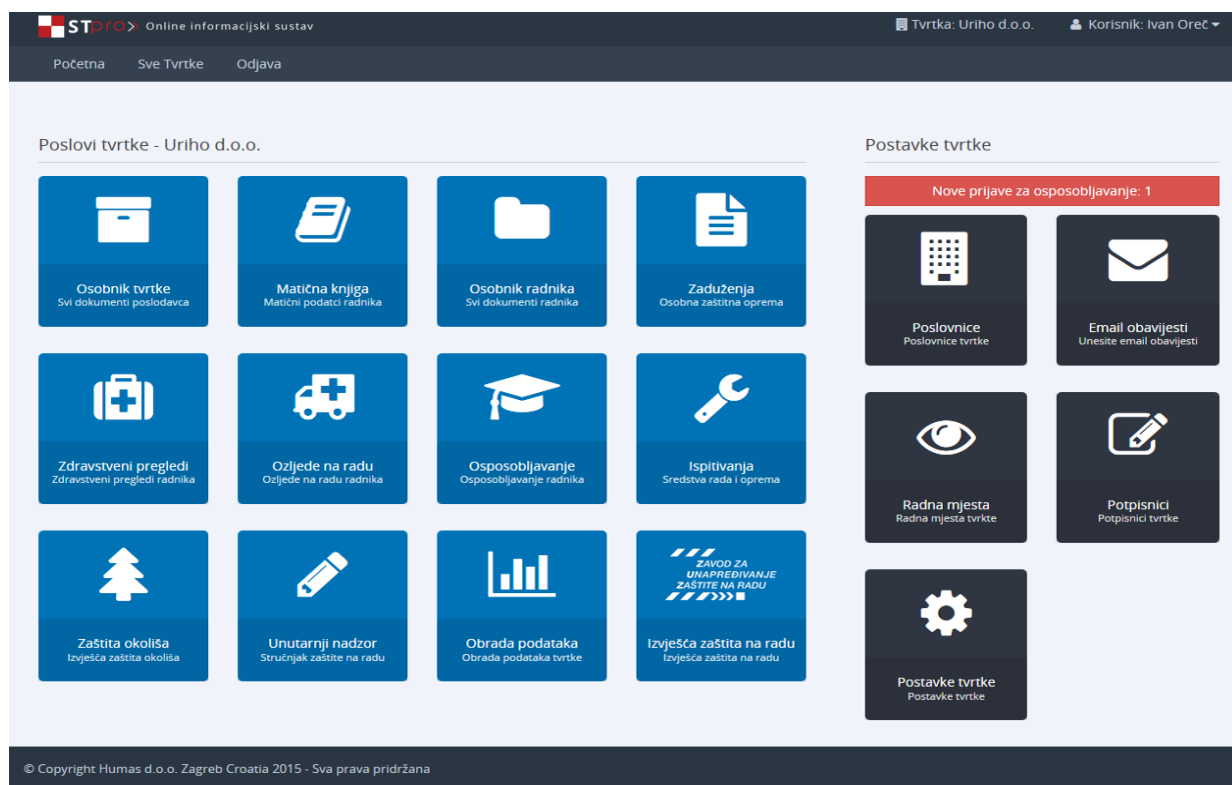 STpro> Online informacijski sustav
Tvrtka: Uriho d.o.o.
Korisnik: Ivan Oreč
Početna Sve Tvrtke Odjava
Poslovi tvrtke - Uriho d.o.o.
Osobnik tvrtke
Svi dokumenti poslodavca
Matična knjiga
Matični podatci radnika
Osobnik radnika
Svi dokumenti radnika
Zaduženja
Osobna zaštitna oprema
Zdravstveni pregledi
Zdravstveni pregledi radnika
Ozljede na radu
Ozljede na radu radnika
Osposobljavanje
Osposobljavanje radnika
Ispitivanja
Sredstva rada i oprema
Zaštita okoliša
Izvješća zaštita okoliša
Unutarnji nadzor
Stručnjak zaštite na radu
Obrada podataka
Obrada podataka tvrtke
ZAVOD ZA
UNAPREĐIVANJE
ZAŠTITE NA RADU
Izvješća zaštita na radu
Izvješća zaštita na radu
Postavke tvrtke
Nove prijave za osposobljavanje: 1
Poslovnice
Poslovnice tvrtke
Email obavijesti
Unesite email obavijesti
Radna mjesta
Radna mjesta tvrkte
Potpisnici
Potpisnici tvrtke
Postavke tvrtke
Postavke tvrtke
© Copyright Humas d.o.o. Zagreb Croatia 2015 - Sva prava pridržana